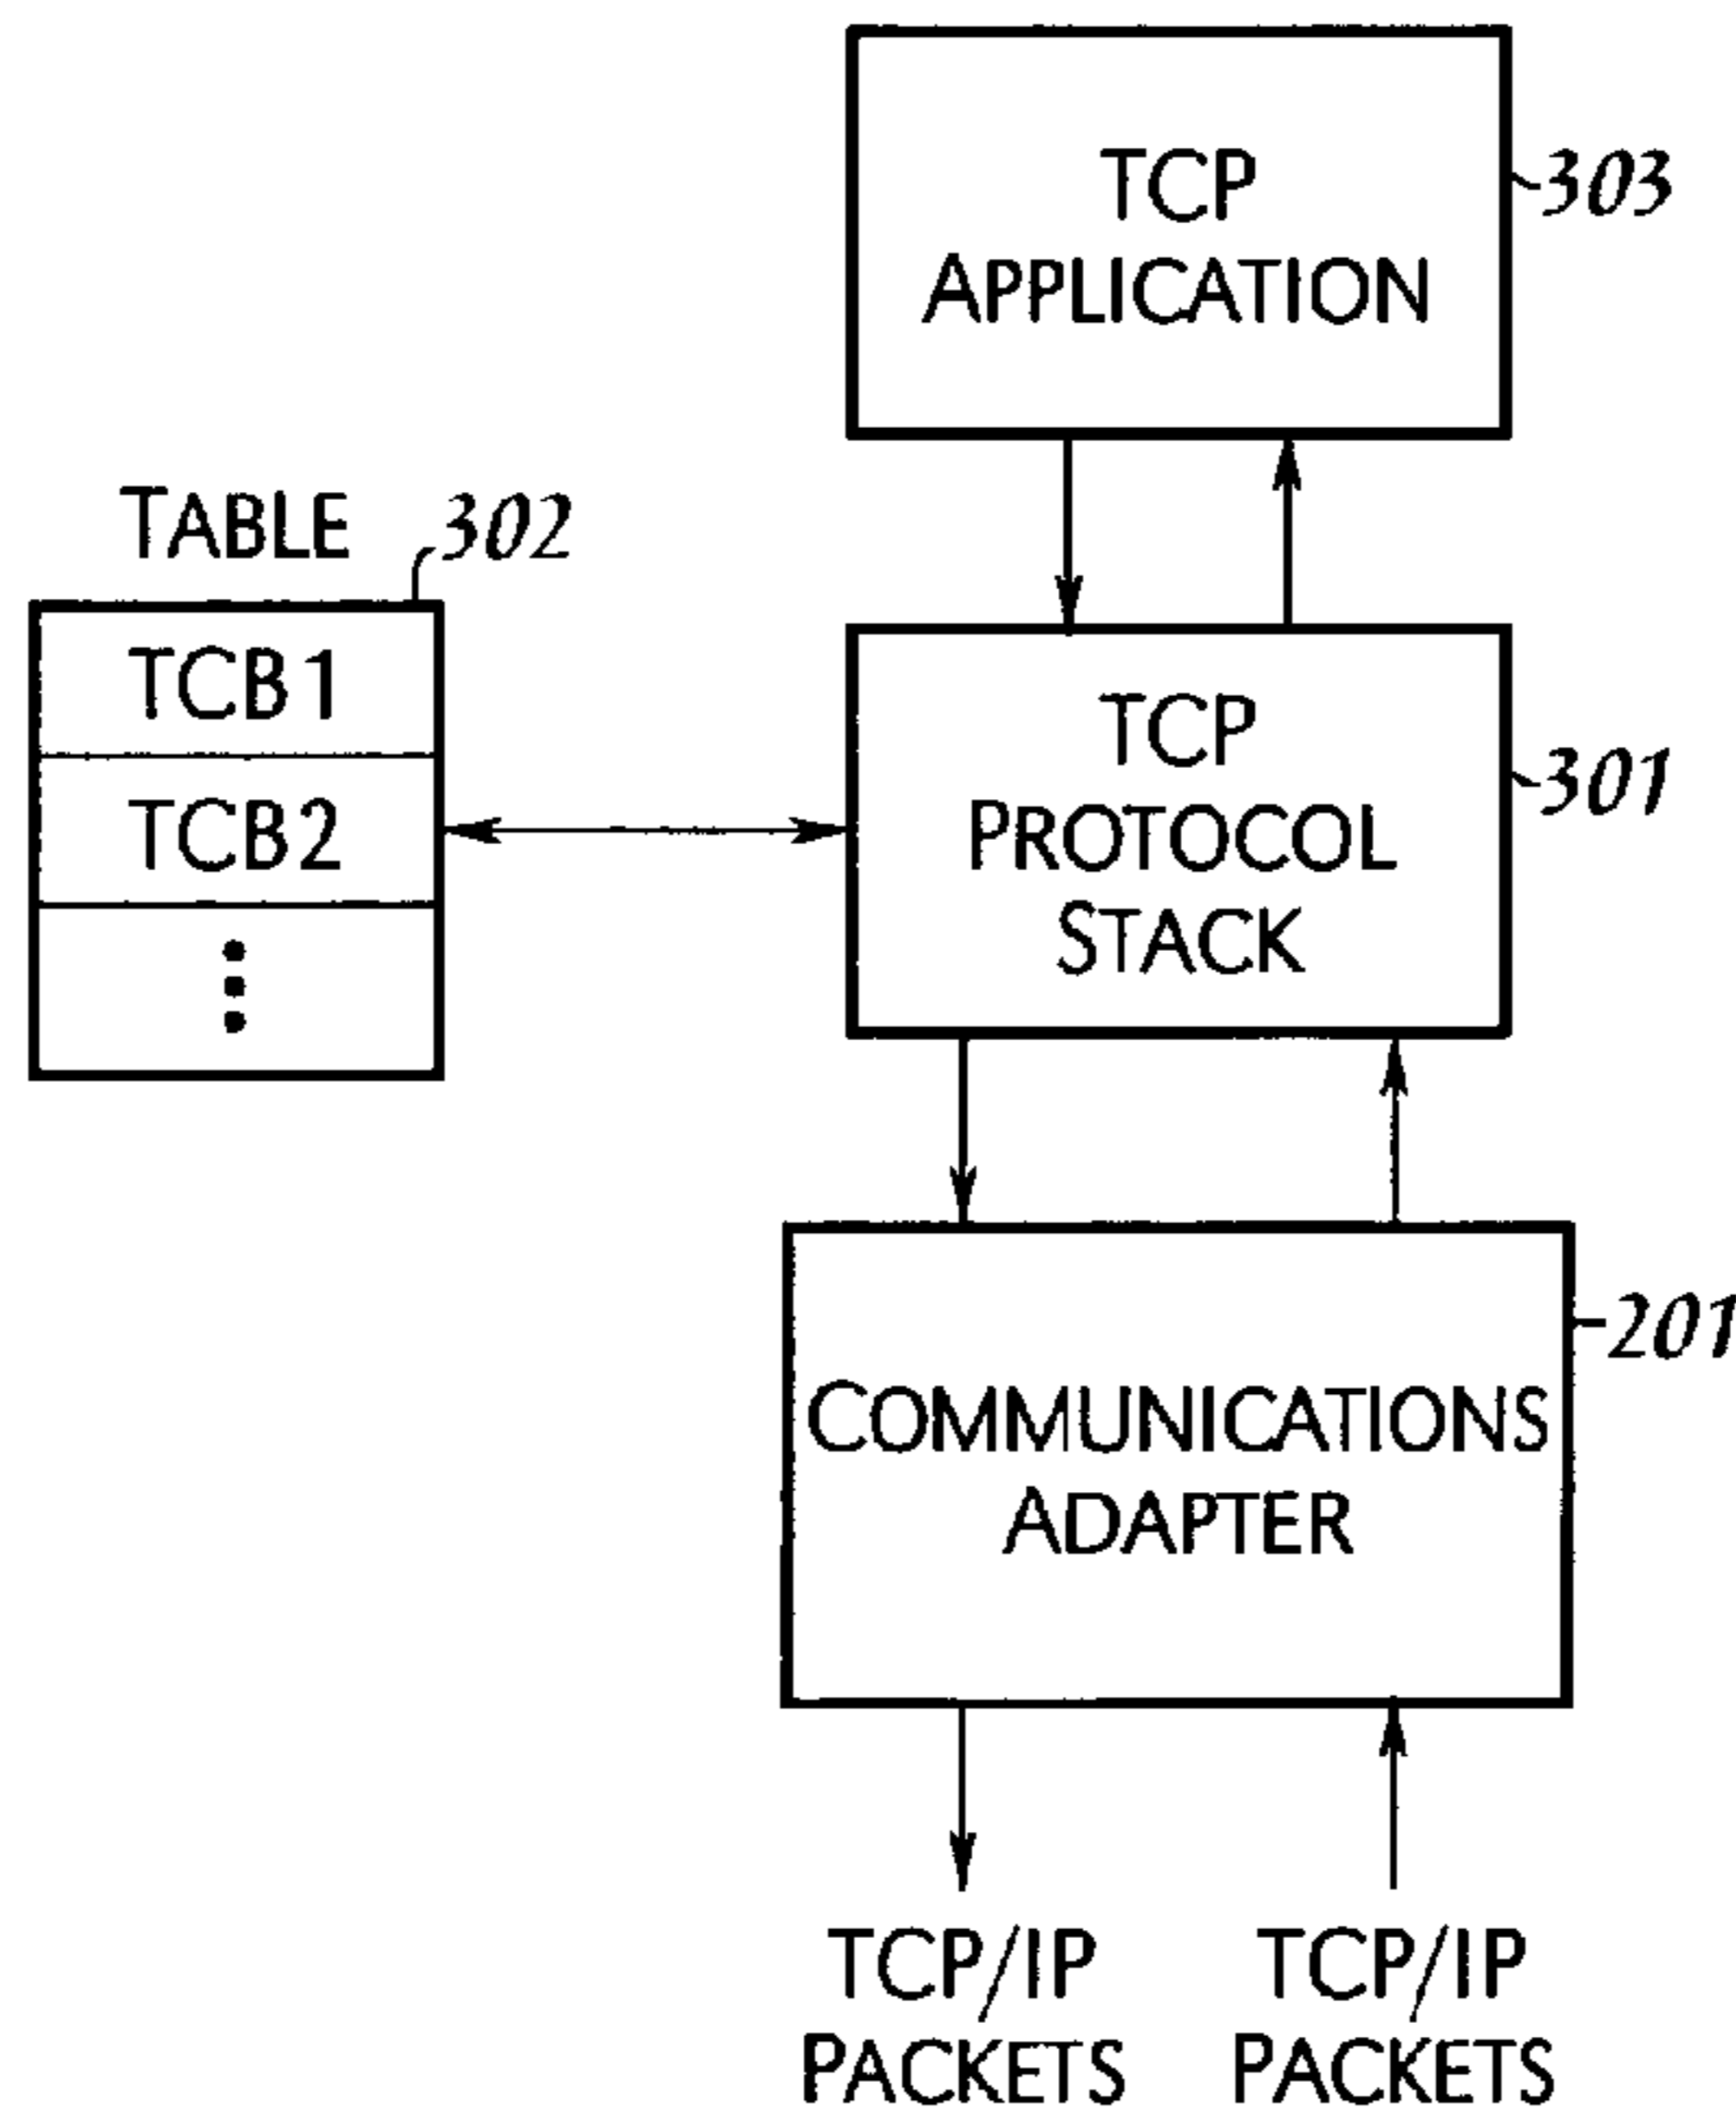 TCP
APPLICATION
303
TABLE
302
TCB1
TCB2
TCP
PROTOCOL
STACK
301
COMMUNICATIONS
ADAPTER
201
TCP/IP
PACKETS
TCP/IP
PACKETS